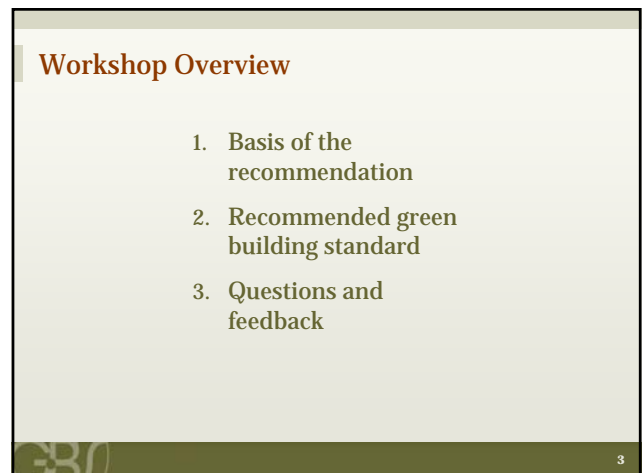 Workshop Overview
1. Basis of the
recommendation
2. Recommended green
building standard
3. Questions and
feedback
3